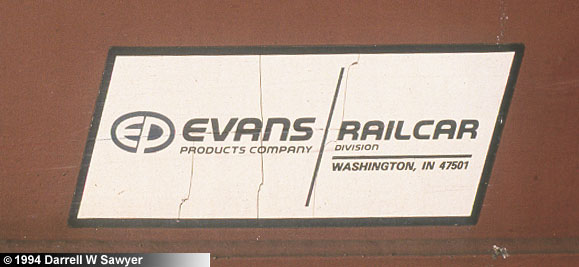 ED EVANS
PRODUCTS COMPANY
RAILCAR
DIVISION
WASHINGTON, IN 47501
© 1994 Darrell W Sawyer